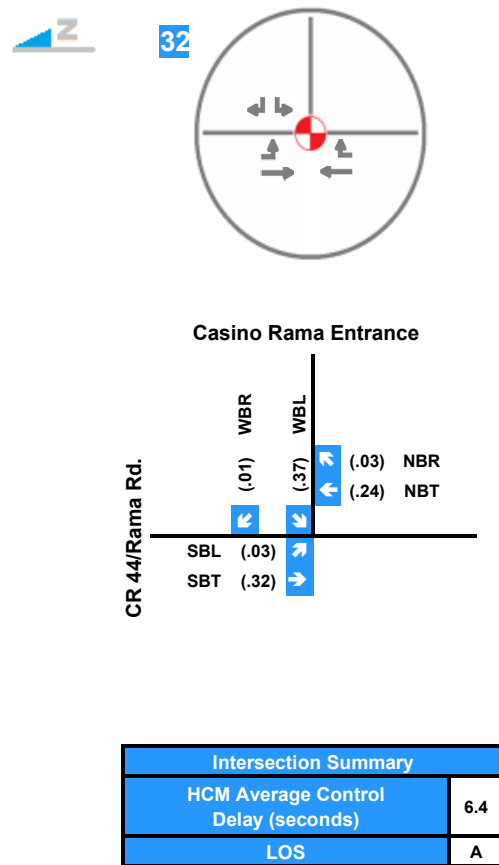 Z
32
Casino Rama Entrance
WBR
WBL
(.01)
(.37)
(.03) NBR
(.24) NBT
CR 44/Rama Rd.
SBL (.03)
SBT (.32)
Intersection Summary
HCM Average Control
Delay (seconds)
6.4
LOS
A